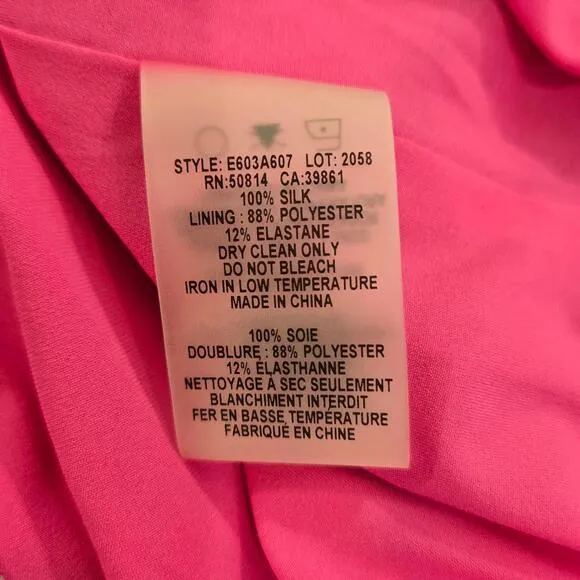 STYLE: E603A607 LOT: 2058
RN:50814 CA:39861
100% SILK
LINING : 88% POLYESTER
12% ELASTANE
DRY CLEAN ONLY
DO NOT BLEACH
IRON IN LOW TEMPERATURE
MADE IN CHINA
100% SOIE
DOUBLURE : 88% POLYESTER
12% ÉLASTHANNE
NETTOYAGE À SEC SEULEMENT
BLANCHIMENT INTERDIT
FER EN BASSE TEMPÉRATURE
FABRIQUÉ EN CHINE